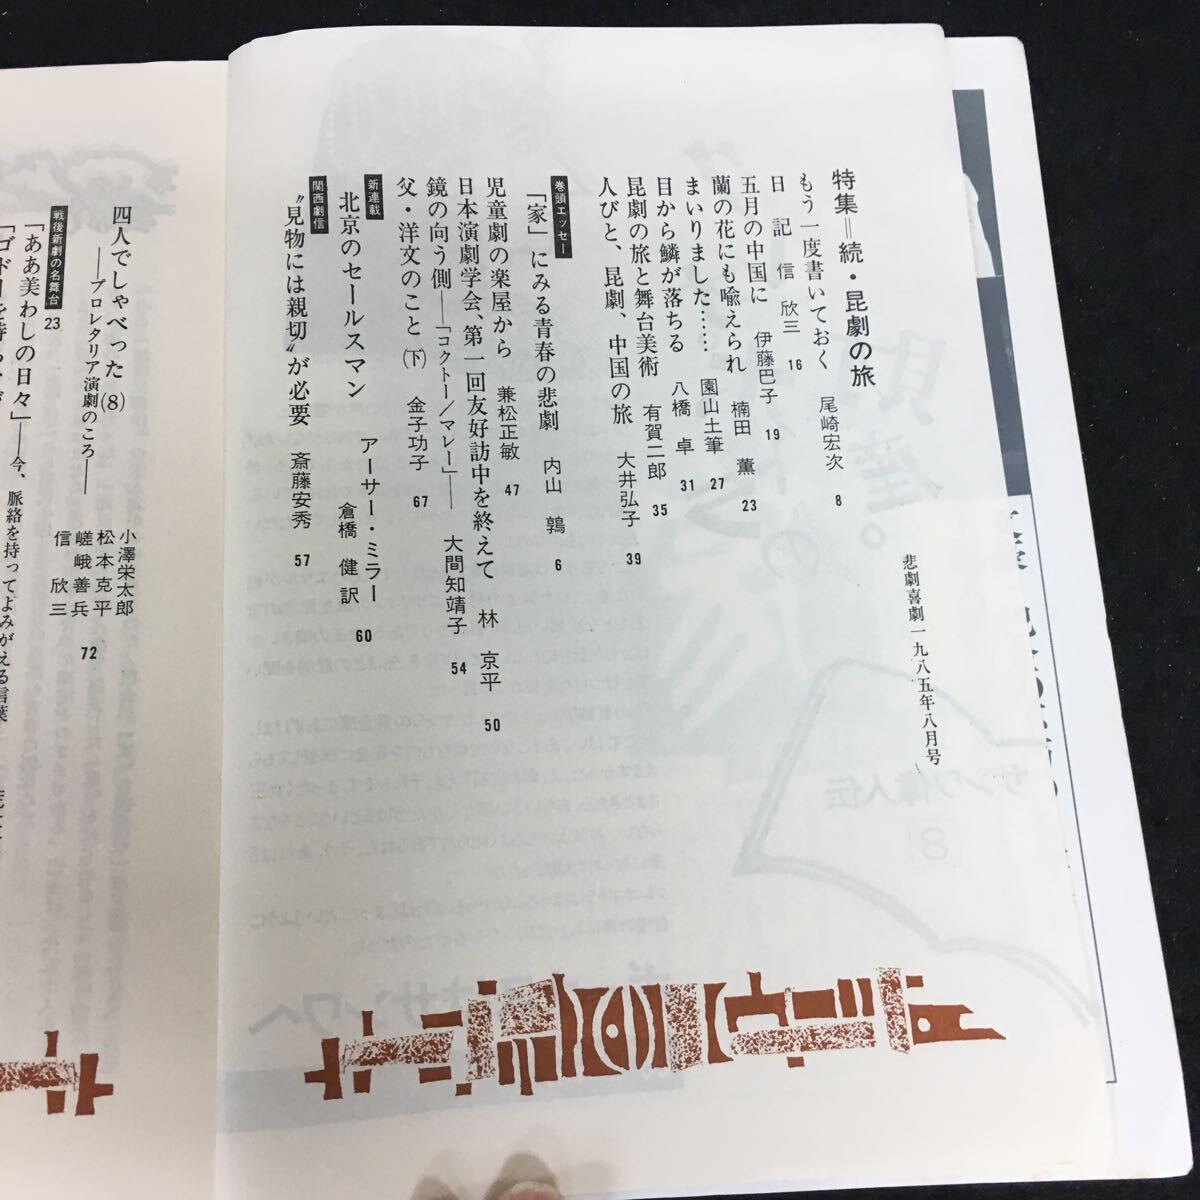 悲劇喜劇一九八五年八月号
特集＝続・昆劇の旅
もう一度書いておく 尾崎宏次 8
日記 信欣三 16
五月の中国に 伊藤巴子 19
蘭の花にも喩えられ 楠田薫 23
まいりました…… 園山土筆 27
目から鱗が落ちる 八橋卓 31
昆劇の旅と舞台美術 有賀二郎 35
人びと、昆劇、中国の旅 大井弘子 39
巻頭エッセー
「家」にみる青春の悲劇 内山鶉 6
児童劇の楽屋から 兼松正敏 47
日本演劇学会、第一回友好訪中を終えて 林京平 50
鏡の向う側——「コクトー/マレー」—— 大間知靖子 54
父・洋文のこと(下) 金子功子 67
新連載
北京のセールスマン アーサー・ミラー 倉橋健訳 60
関西劇信
〝見物には親切〟が必要 斎藤安秀 57
四人でしゃべった(8)
——プロレタリア演劇のころ——
小澤栄太郎
松本克平
嵯峨善兵
信欣三
72
戦後新劇の名舞台 23
「ああ美わしの日々」——今、脈絡を持ってよみがえる言葉
サンワ偉人伝
8